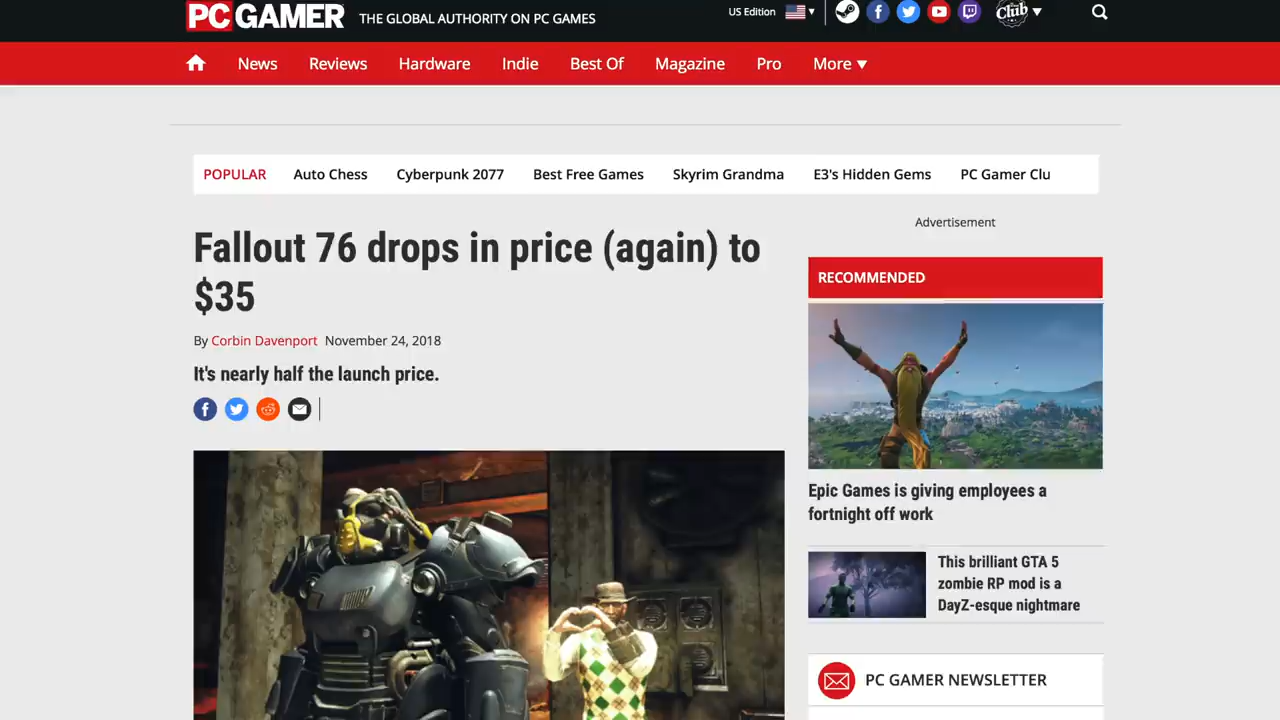 PC GAMER THE GLOBAL AUTHORITY ON PC GAMES
US Edition
Club
News Reviews Hardware Indie Best Of Magazine Pro More
POPULAR Auto Chess Cyberpunk 2077 Best Free Games Skyrim Grandma E3's Hidden Gems PC Gamer Clu
Fallout 76 drops in price (again) to
$35
By Corbin Davenport November 24, 2018
It's nearly half the launch price.
Advertisement
RECOMMENDED
Epic Games is giving employees a
fortnight off work
This brilliant GTA 5
zombie RP mod is a
DayZ-esque nightmare
PC GAMER NEWSLETTER